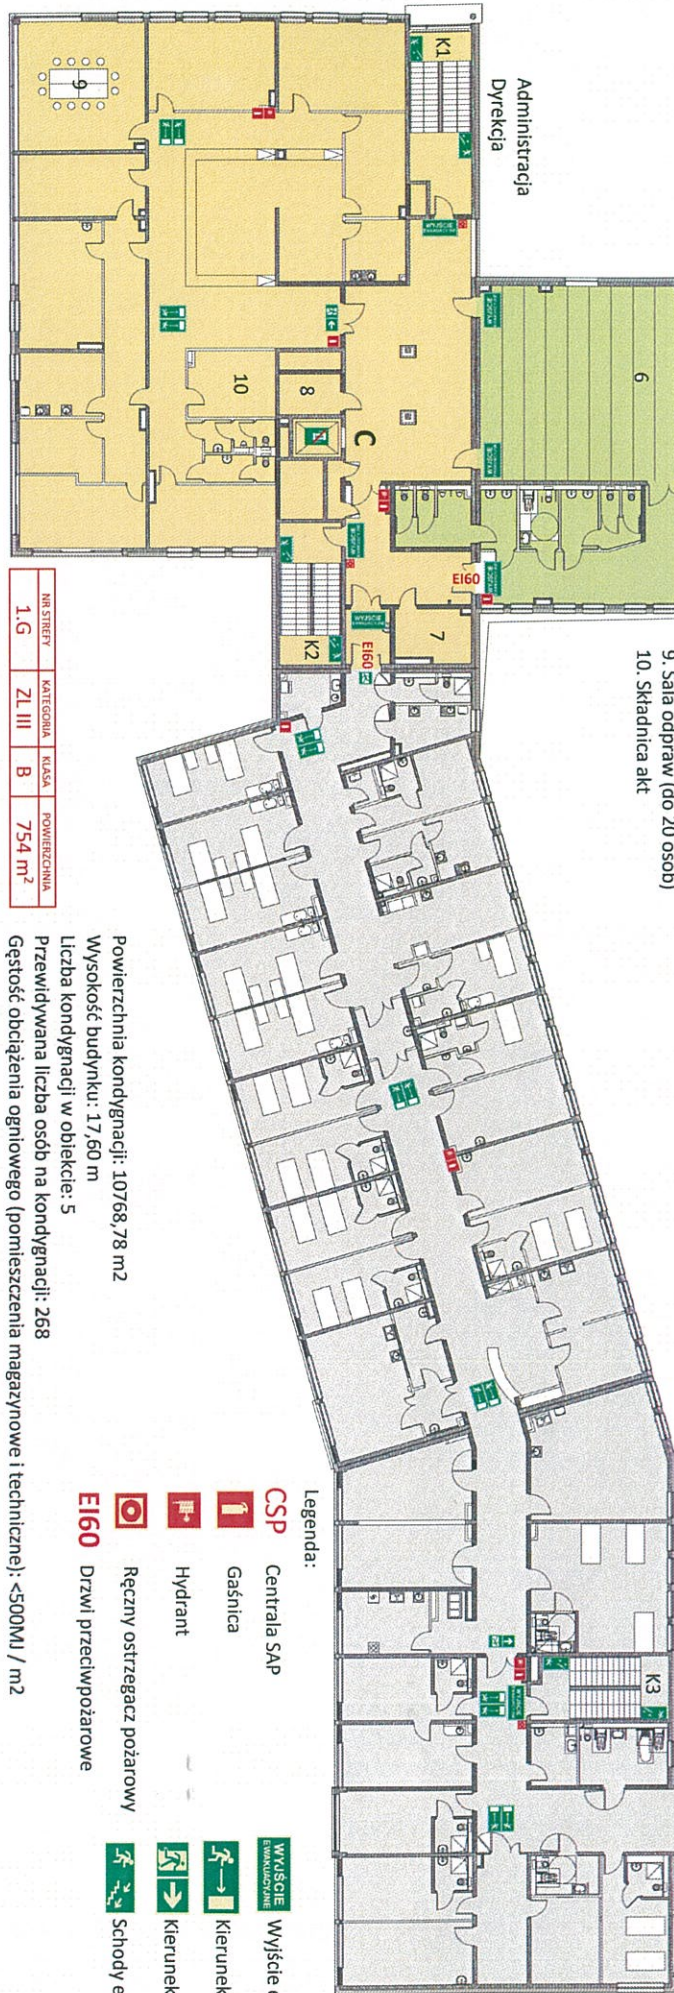 Administracja
Dyrekcja
K1
9
10
8
C
6
7
K2
EI60
EI60
K3
9. Sala odpraw (do 20 osób)
10. Składnica akt
NR STREFY KATEGORIA KLASA POWIERZCHNIA
1.G ZL III B 754 m²
Powierzchnia kondygnacji: 10768,78 m2
Wysokość budynku: 17,60 m
Liczba kondygnacji w obiekcie: 5
Przewidywana liczba osób na kondygnacji: 268
Gęstość obciążenia ogniowego (pomieszczenia magazynowe i techniczne): <500MJ / m2
Legenda:
CSP Centrala SAP
Gaśnica
Hydrant
Ręczny ostrzegacz pożarowy
EI60 Drzwi przeciwpożarowe
WYJŚCIE EWAKUACYJNE Wyjście e
Kierunek
Kierunek
Schody e